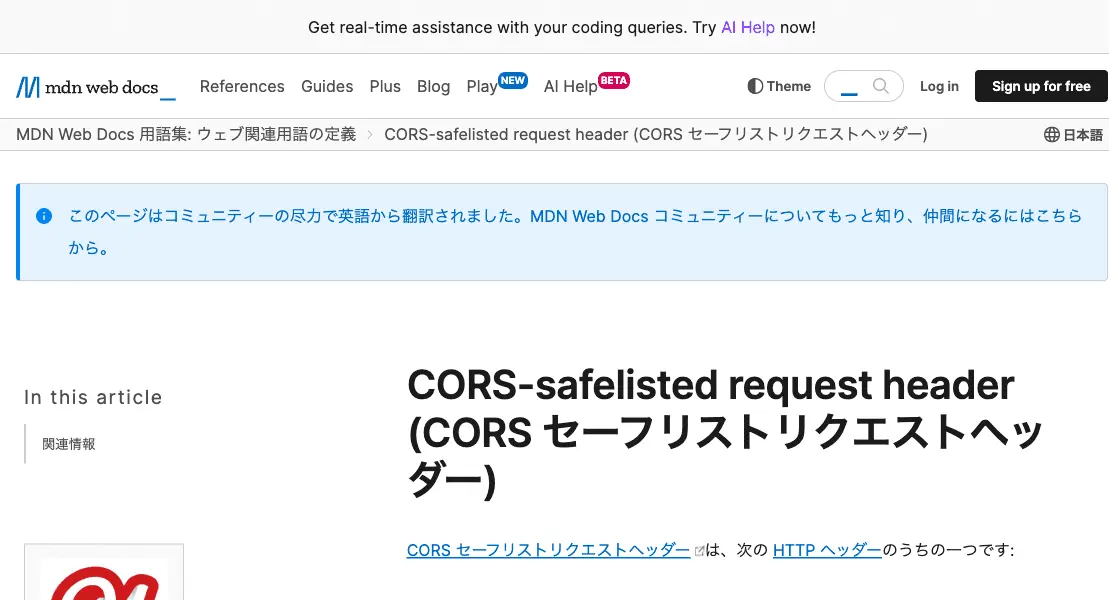 Get real-time assistance with your coding queries. Try AI Help now!
mdn web docs_ References Guides Plus Blog Play NEW AI Help BETA Theme Log in Sign up for free
MDN Web Docs 用語集: ウェブ関連用語の定義 CORS-safelisted request header (CORS セーフリストリクエストヘッダー) 日本語
このページはコミュニティーの尽力で英語から翻訳されました。MDN Web Docs コミュニティーについてもっと知り、仲間になるにはこちら
から。
In this article
関連情報
CORS-safelisted request header
(CORS セーフリストリクエストヘッ
ダー)
CORS セーフリストリクエストヘッダー は、次の HTTP ヘッダーのうちの一つです: